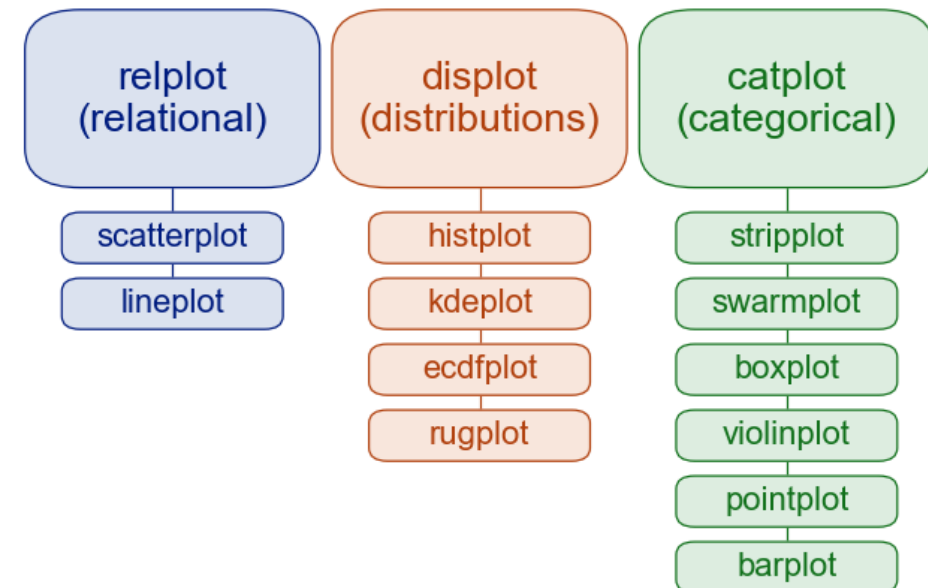 relplot
(relational)
scatterplot
lineplot
displot
(distributions)
histplot
kdeplot
ecdfplot
rugplot
catplot
(categorical)
stripplot
swarmplot
boxplot
violinplot
pointplot
barplot